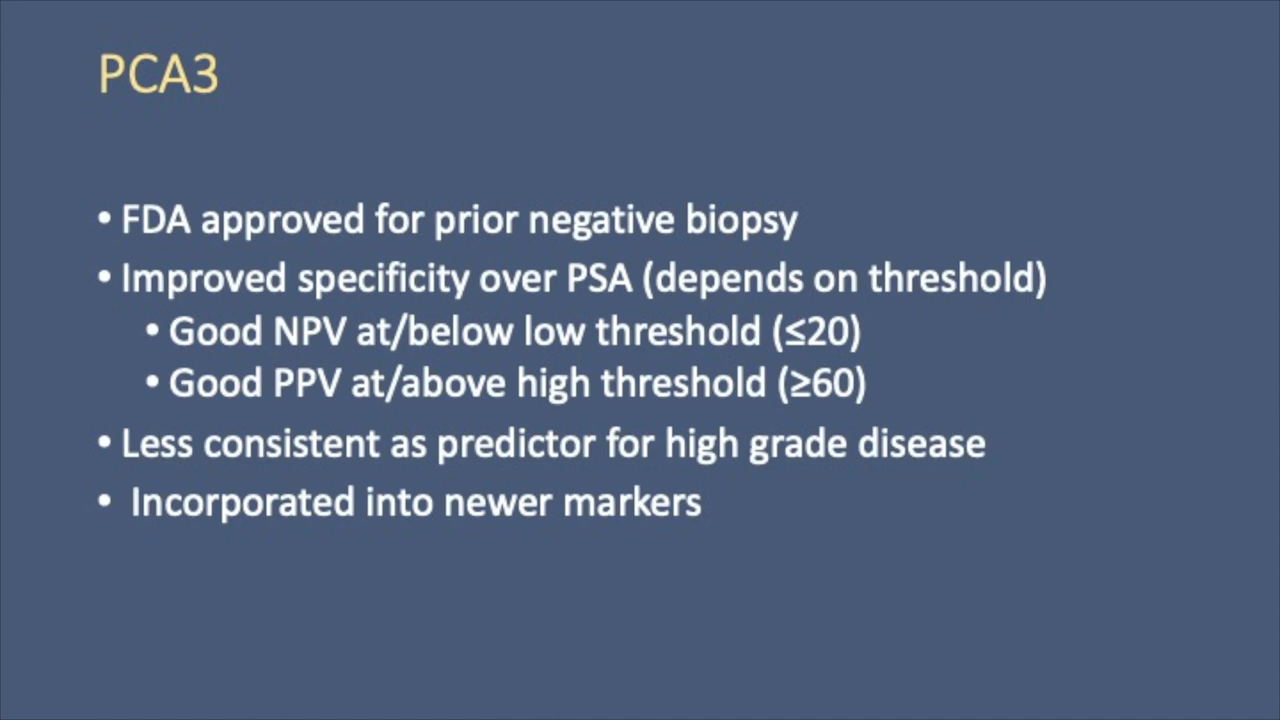 PCA3
• FDA approved for prior negative biopsy
• Improved specificity over PSA (depends on threshold)
• Good NPV at/below low threshold (≤20)
• Good PPV at/above high threshold (≥60)
• Less consistent as predictor for high grade disease
• Incorporated into newer markers